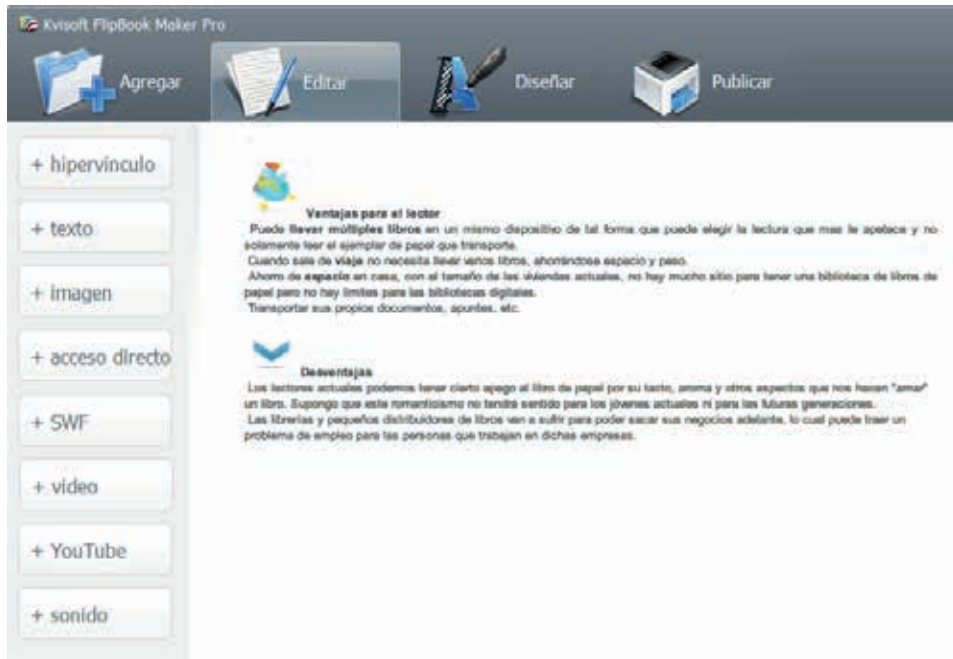 Kvisoft FlipBook Maker Pro
Agregar
Editar
Diseñar
Publicar
+ hipervínculo
+ texto
+ imagen
+ acceso directo
+ SWF
+ video
+ YouTube
+ sonido
Ventajas para el lector
Puede llevar múltiples libros en un mismo dispositivo de tal forma que puede elegir la lectura que mas le apetece y no
solamente leer el ejemplar de papel que transporte.
Cuando sale de viaje no necesita llevar varios libros, ahorrándose espacio y peso.
Ahorro de espacio en casa, con el tamaño de las viviendas actuales, no hay mucho sitio para tener una biblioteca de libros de
papel pero no hay límites para las bibliotecas digitales.
Transportar sus propios documentos, apuntes, etc.
Desventajas
Los lectores actuales podemos tener cierto apego al libro de papel por su tacto, aroma y otros aspectos que nos hacen "amar"
un libro. Supongo que este romanticismo no tendrá sentido para los jóvenes actuales ni para las futuras generaciones.
Las librerías y pequeños distribuidores de libros van a sufrir para poder sacar sus negocios adelante, lo cual puede traer un
problema de empleo para las personas que trabajan en dichas empresas.